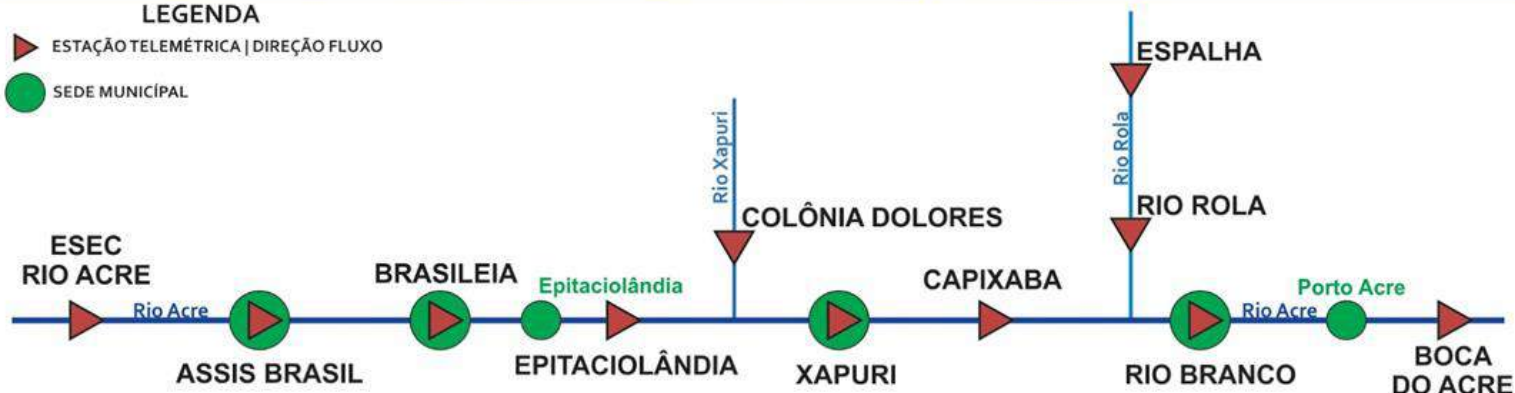 LEGENDA
ESTAÇÃO TELEMÉTRICA | DIREÇÃO FLUXO
SEDE MUNICÍPAL
ESPALHA
Rio Xapuri
Rio Rola
COLÔNIA DOLORES
RIO ROLA
ESEC
RIO ACRE
BRASILEIA
Epitaciolândia
CAPIXABA
Porto Acre
Rio Acre
Rio Acre
ASSIS BRASIL
EPITACIOLÂNDIA
XAPURI
RIO BRANCO
BOCA
DO ACRE